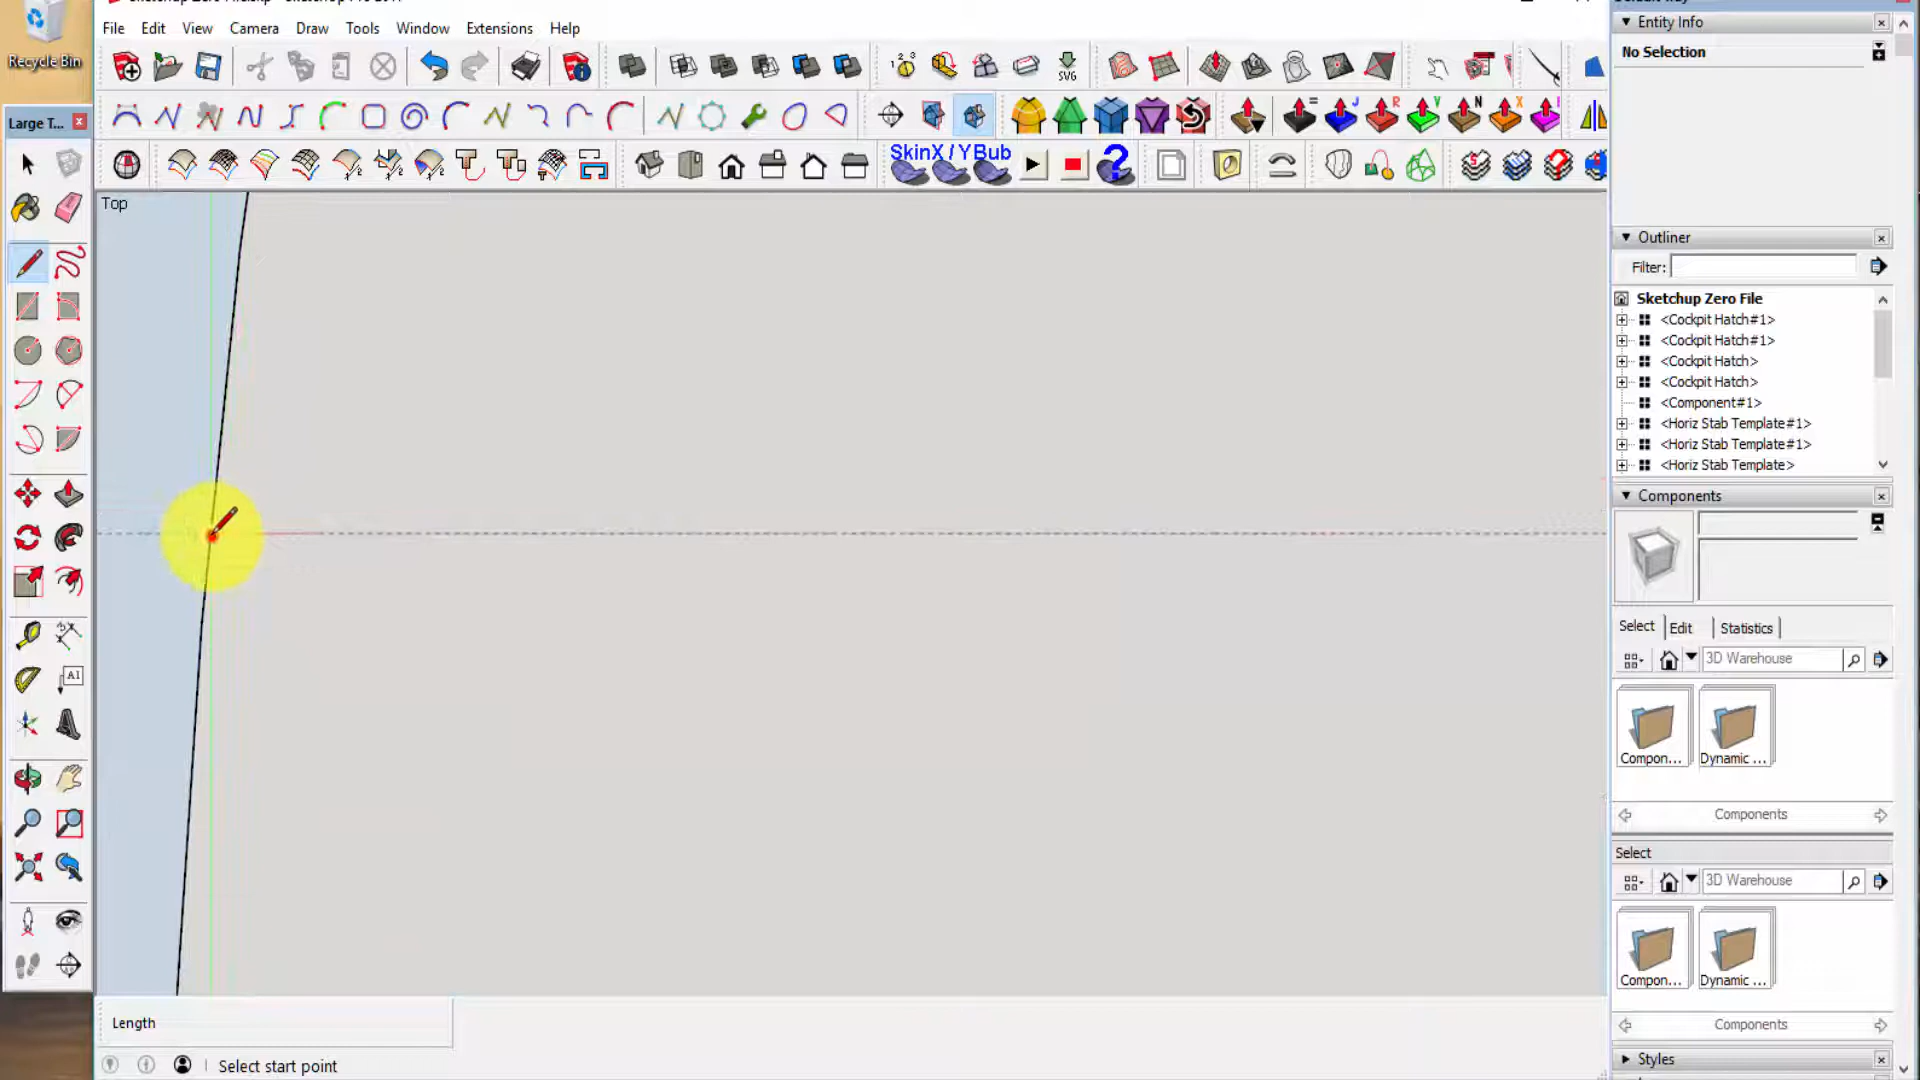 Recycle Bin
File Edit View Camera Draw Tools Window Extensions Help
Large T...
SVG
SkinX / YBub
Top
Length
Select start point
Entity Info
No Selection
Outliner
Filter:
Sketchup Zero File
<Cockpit Hatch#1>
<Cockpit Hatch#1>
<Cockpit Hatch>
<Cockpit Hatch>
<Component#1>
<Horiz Stab Template#1>
<Horiz Stab Template#1>
<Horiz Stab Template>
Components
Select Edit Statistics
3D Warehouse
Compon... Dynamic ...
Components
Select
3D Warehouse
Compon... Dynamic ...
Components
Styles